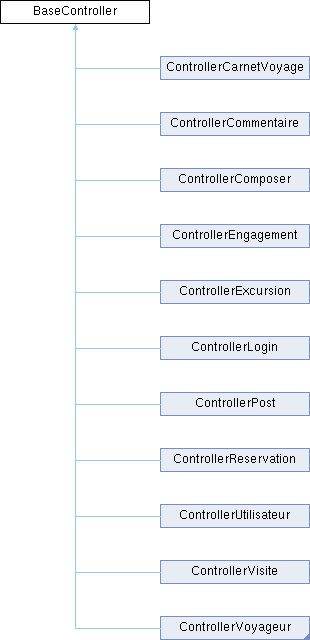 BaseController
ControllerCarnetVoyage
ControllerCommentaire
ControllerComposer
ControllerEngagement
ControllerExcursion
ControllerLogin
ControllerPost
ControllerReservation
ControllerUtilisateur
ControllerVisite
ControllerVoyageur